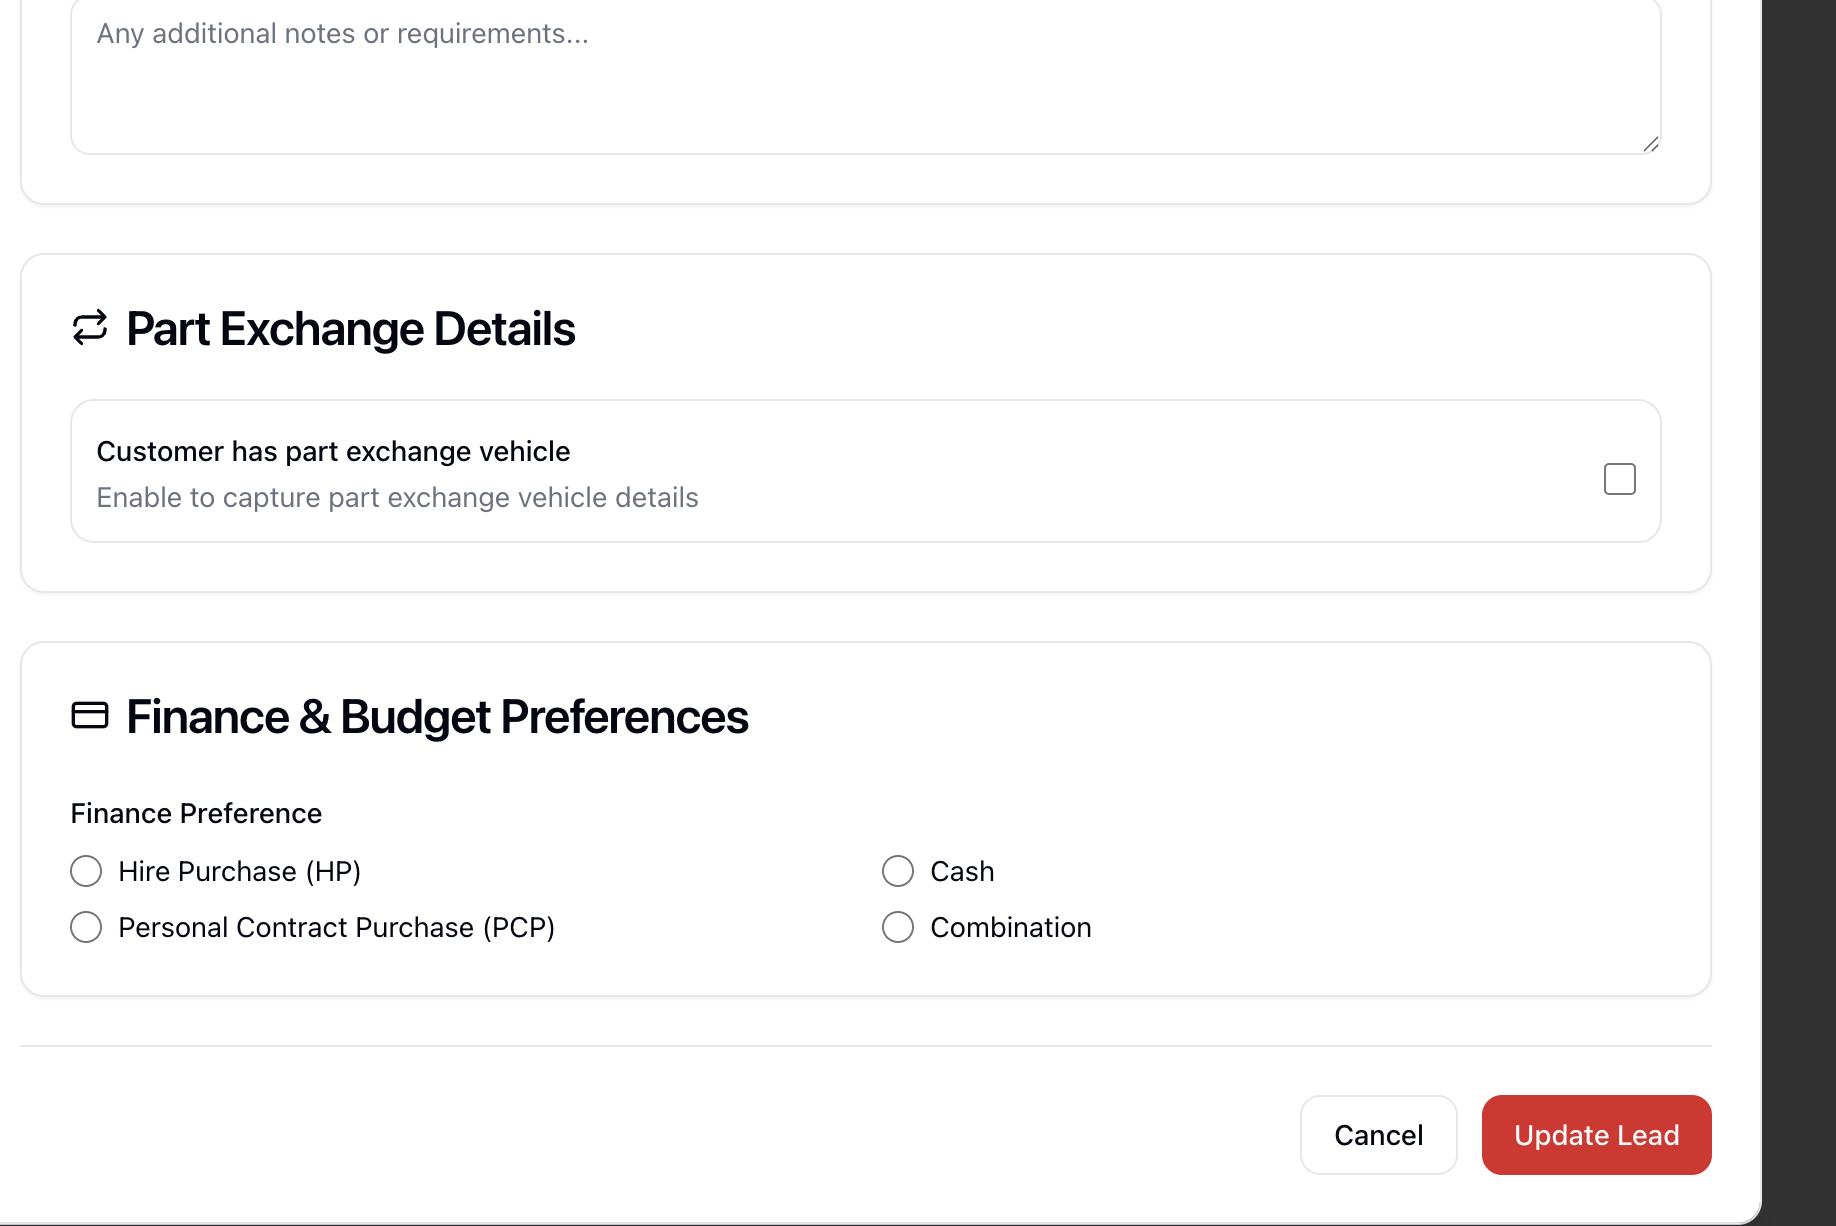 Any additional notes or requirements...
Part Exchange Details
Customer has part exchange vehicle
Enable to capture part exchange vehicle details
Finance & Budget Preferences
Finance Preference
Hire Purchase (HP)
Cash
Personal Contract Purchase (PCP)
Combination
Cancel
Update Lead